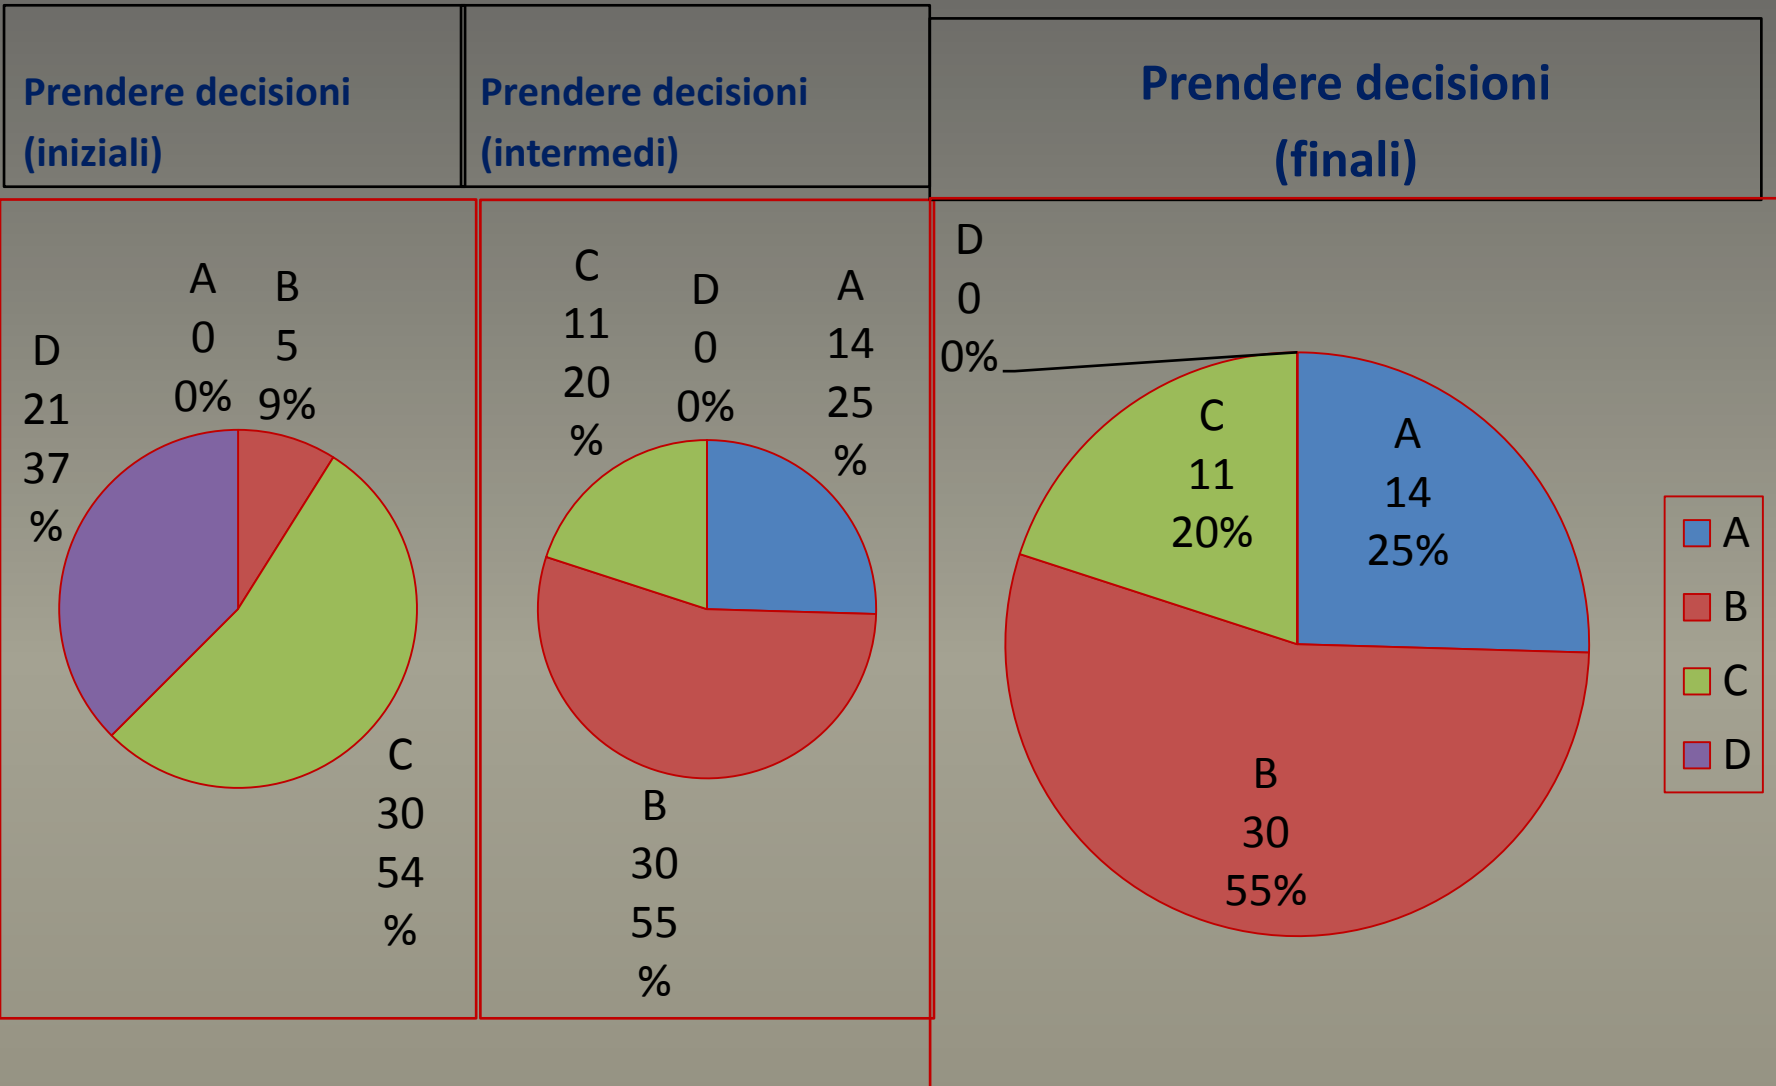 Prendere decisioni
(iniziali)
Prendere decisioni
(intermedi)
Prendere decisioni
(finali)
A
0
0%
B
5
9%
C
30
54
%
D
21
37
%
A
14
25
%
B
30
55
%
C
11
20
%
D
0
0%
A
14
25%
B
30
55%
C
11
20%
D
0
0%
A
B
C
D